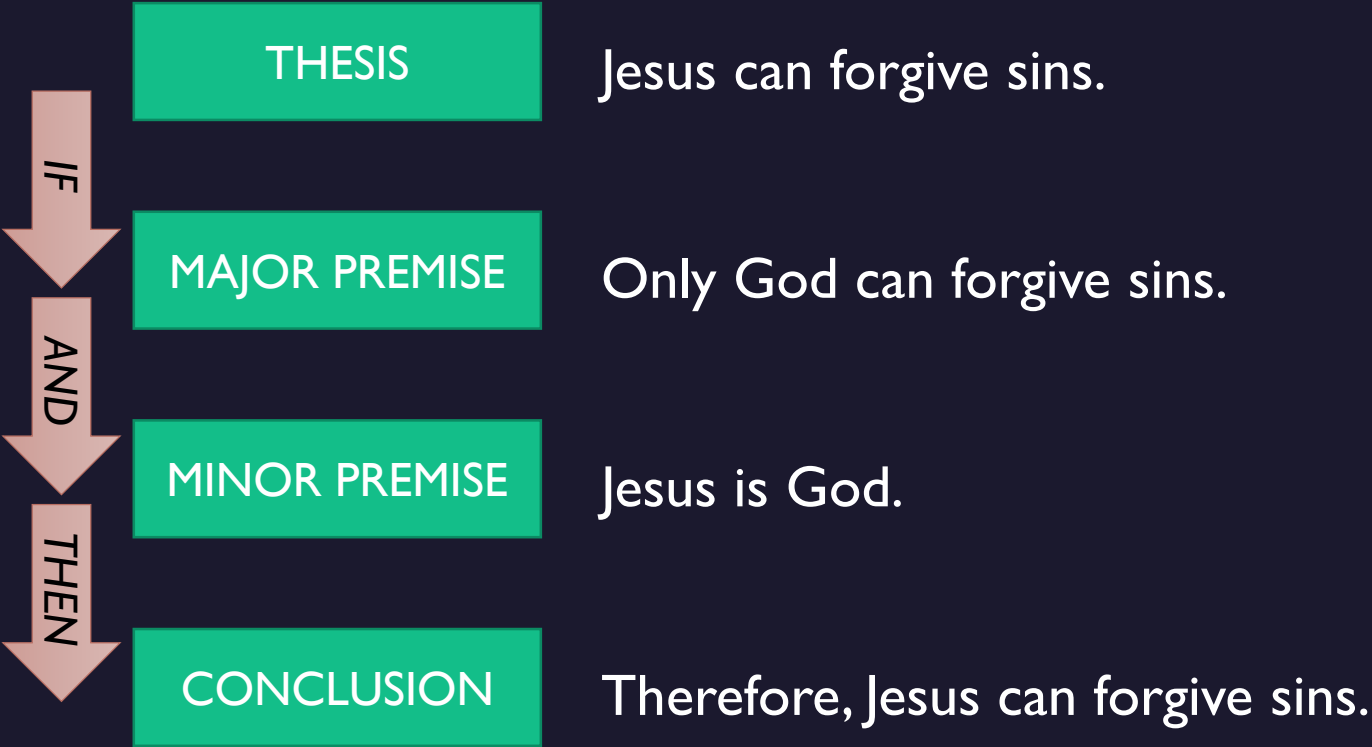 THESIS
Jesus can forgive sins.
IF
MAJOR PREMISE
Only God can forgive sins.
AND
MINOR PREMISE
Jesus is God.
THEN
CONCLUSION
Therefore, Jesus can forgive sins.